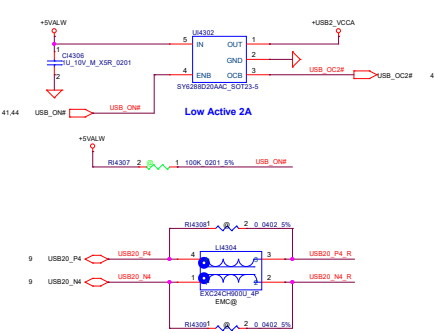 +5VALW
UI4302
+USB2_VCCA
5 IN OUT 1
CI4306
1U_10V_M_X5R_0201
1
2
GND 2
4 ENB OCB 3
USB_OC2#
USB_OC2# 4
SY6288D20AAC_SOT23-5
41,44 USB_ON# USB_ON#
Low Active 2A
+5VALW
RI4307 2 @ 1 100K_0201_5% USB_ON#
RI4308 1 @ 2 0_0402_5%
LI4304
9 USB20_P4 USB20_P4 4 3 USB20_P4_R
9 USB20_N4 USB20_N4 1 2 USB20_N4_R
EXC24CH900U_4P
EMC@
RI4309 1 @ 2 0_0402_5%